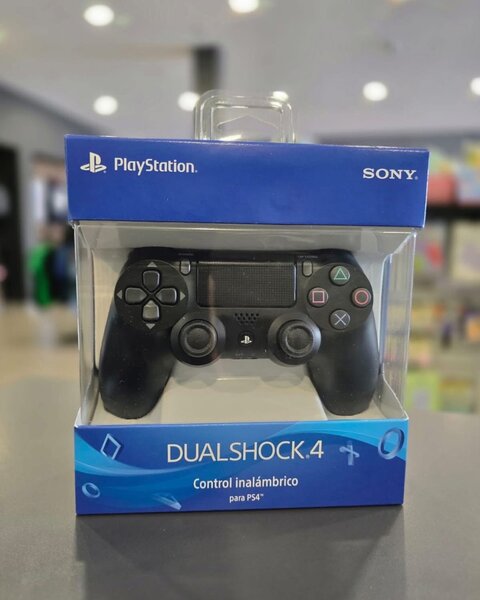 PlayStation.
SONY.
DUALSHOCK.4
Control inalámbrico
para PS4™